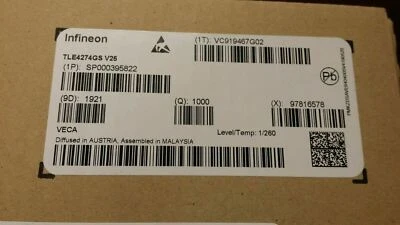 Infineon
(1T): VC919467G02
TLE4274GS V25
(1P): SP000395822
Pb
(9D): 1921
(Q): 1000
(X): 97816578
VECA
Level/Temp: 1/260
Diffused in AUSTRIA, Assembled in MALAYSIA